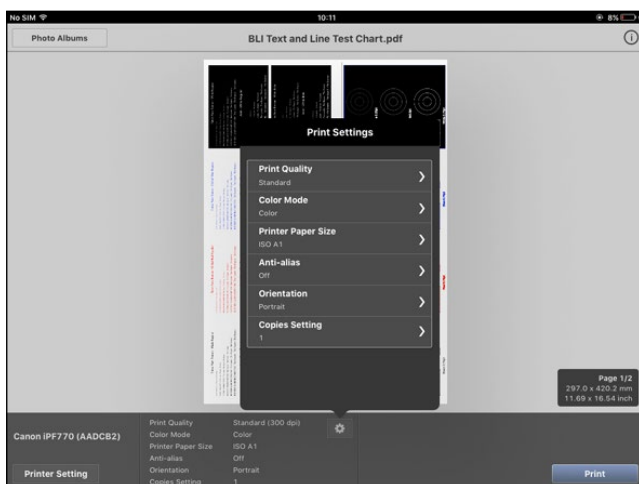 No SIM
10:11
8%
Photo Albums
BLI Text and Line Test Chart.pdf
Print Settings
Print Quality
Standard
Color Mode
Color
Printer Paper Size
ISO A1
Anti-alias
Off
Orientation
Portrait
Copies Setting
1
Page 1/2
297.0 x 420.2 mm
11.69 x 16.54 inch
Canon iPF770 (AADCB2)
Print Quality Standard (300 dpi)
Color Mode Color
Printer Paper Size ISO A1
Anti-alias Off
Orientation Portrait
Copies Setting 1
Printer Setting
Print